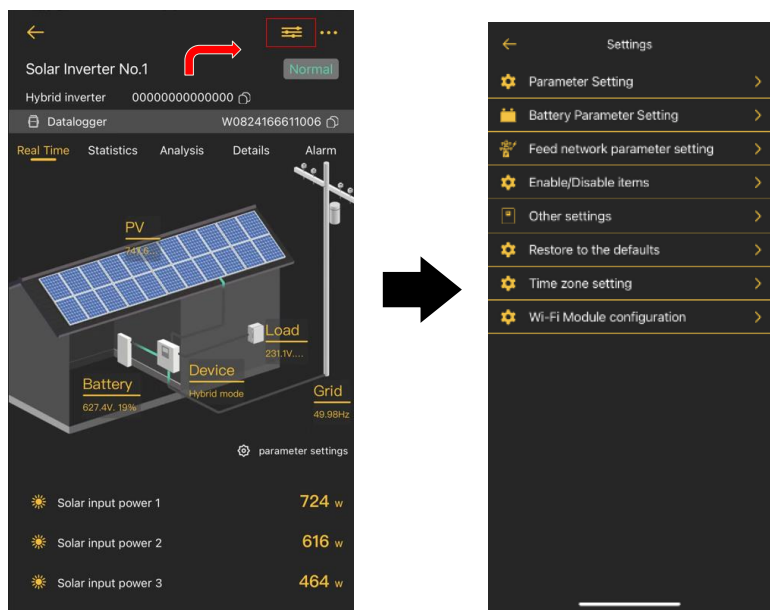 Solar Inverter No.1
Normal
Hybrid inverter 00000000000000
Datalogger W0824166611006
Real Time Statistics Analysis Details Alarm
PV
Load
231.1V....
Device
Hybrid mode
Battery
627.4V. 19%
Grid
49.98Hz
parameter settings
Solar input power 1 724 w
Solar input power 2 616 w
Solar input power 3 464 w
Settings
Parameter Setting
Battery Parameter Setting
Feed network parameter setting
Enable/Disable items
Other settings
Restore to the defaults
Time zone setting
Wi-Fi Module configuration